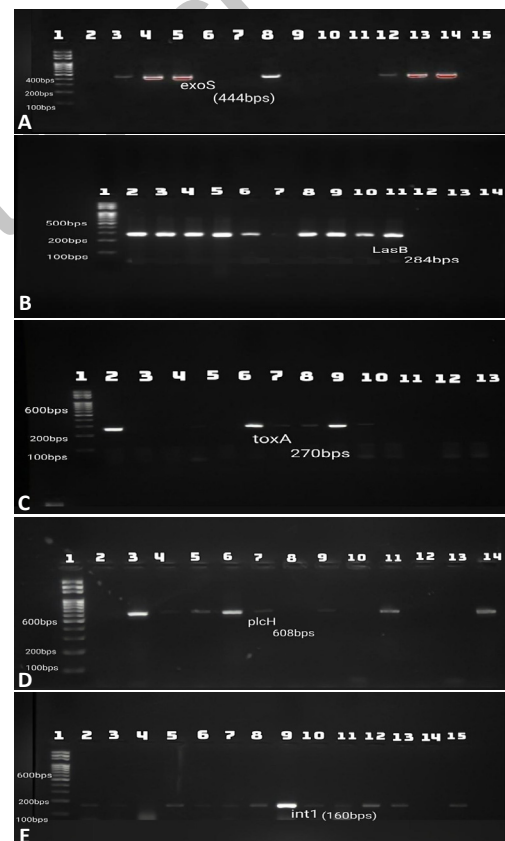 1 2 3 4 5 6 7 8 9 10 11 12 13 14 15
400bps
200bps
100bps
exoS
(444bps)
A
1 2 3 4 5 6 7 8 9 10 11 12 13 14
500bps
200bps
100bps
LasB
284bps
B
1 2 3 4 5 6 7 8 9 10 11 12 13
600bps
200bps
100bps
toxA
270bps
C
1 2 3 4 5 6 7 8 9 10 11 12 13 14
600bps
plcH
608bps
200bps
100bps
D
1 2 3 4 5 6 7 8 9 10 11 12 13 14 15
600bps
200bps
100bps
int1 (160bps)